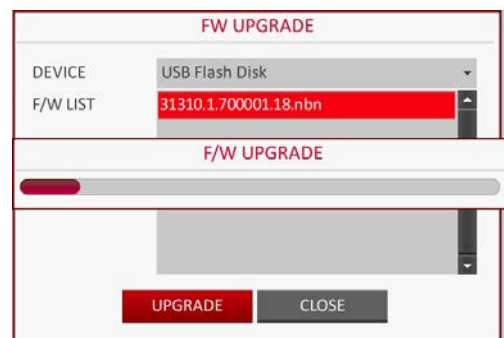 FW UPGRADE
DEVICE USB Flash Disk
F/W LIST 31310.1.700001.18.nbn
F/W UPGRADE
UPGRADE CLOSE